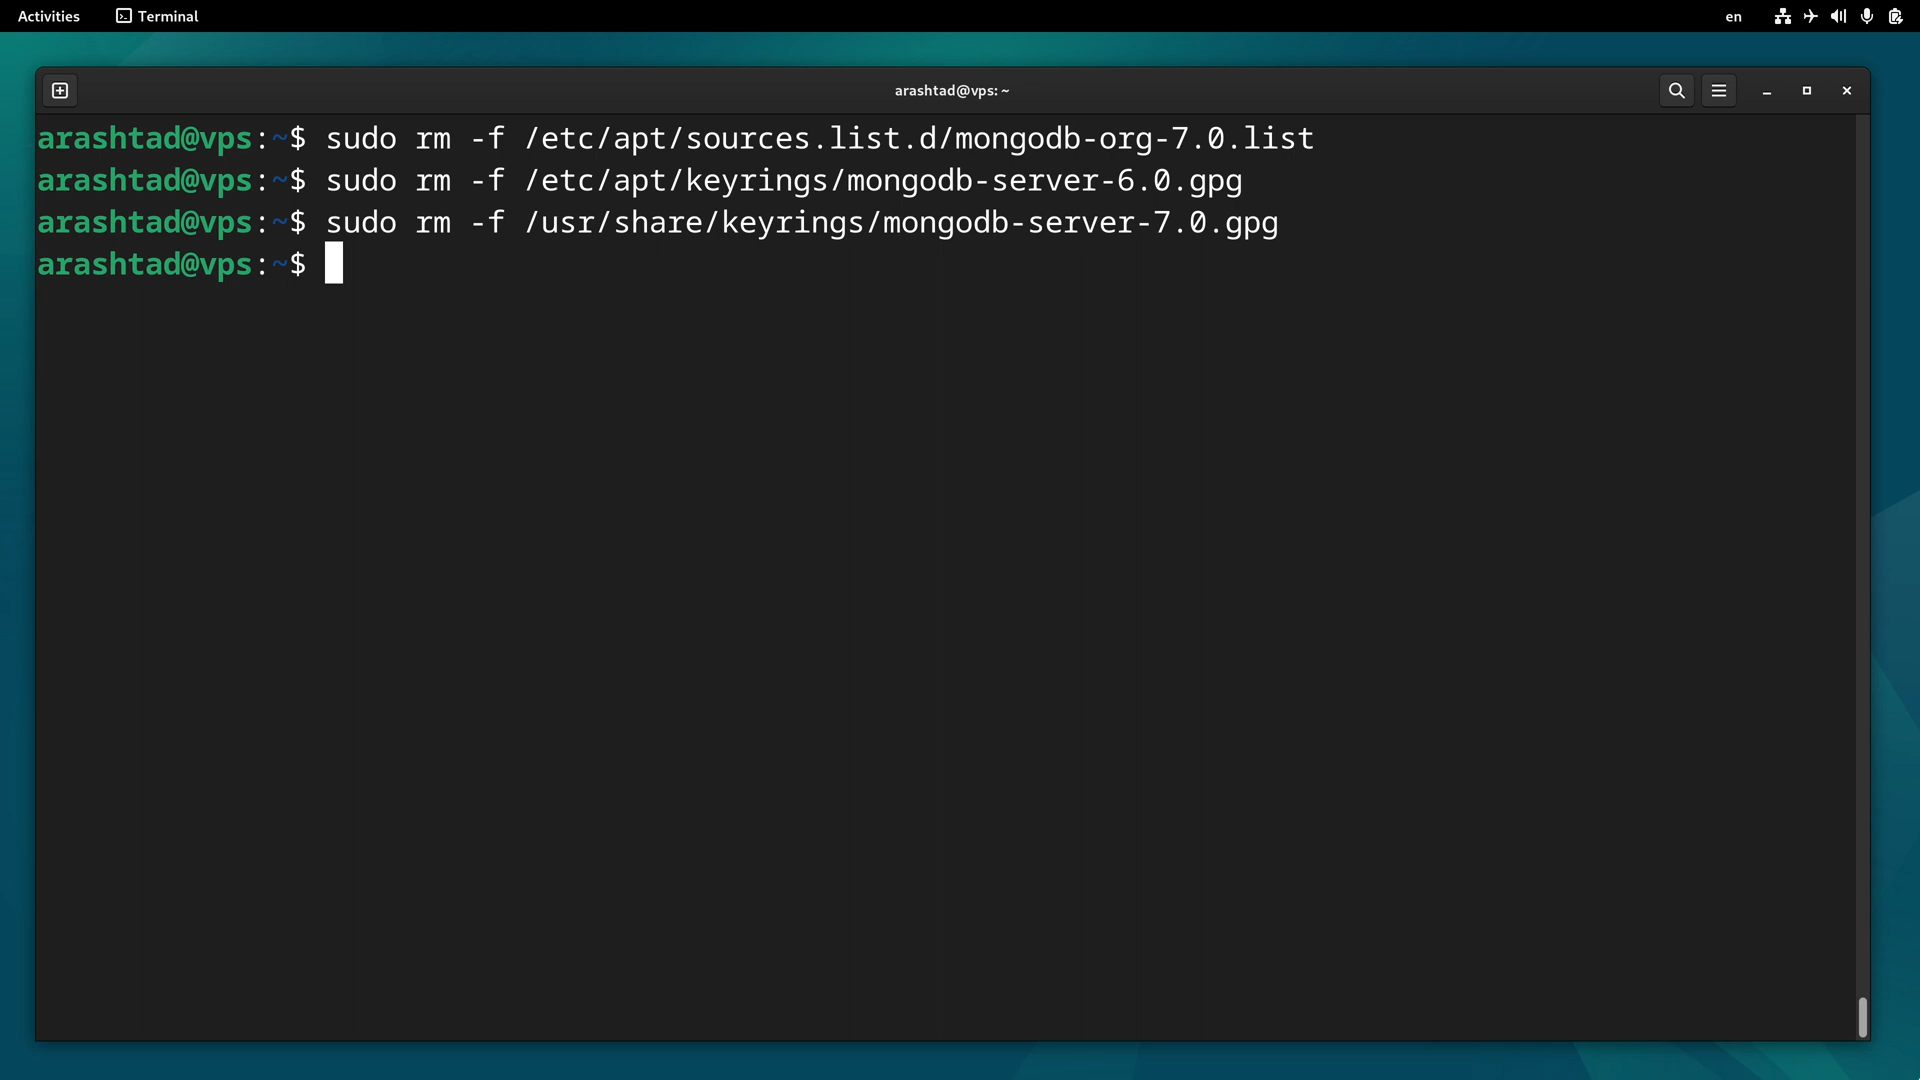 Activities Terminal en
arashtad@vps: ~
arashtad@vps:~$ sudo rm -f /etc/apt/sources.list.d/mongodb-org-7.0.list
arashtad@vps:~$ sudo rm -f /etc/apt/keyrings/mongodb-server-6.0.gpg
arashtad@vps:~$ sudo rm -f /usr/share/keyrings/mongodb-server-7.0.gpg
arashtad@vps:~$